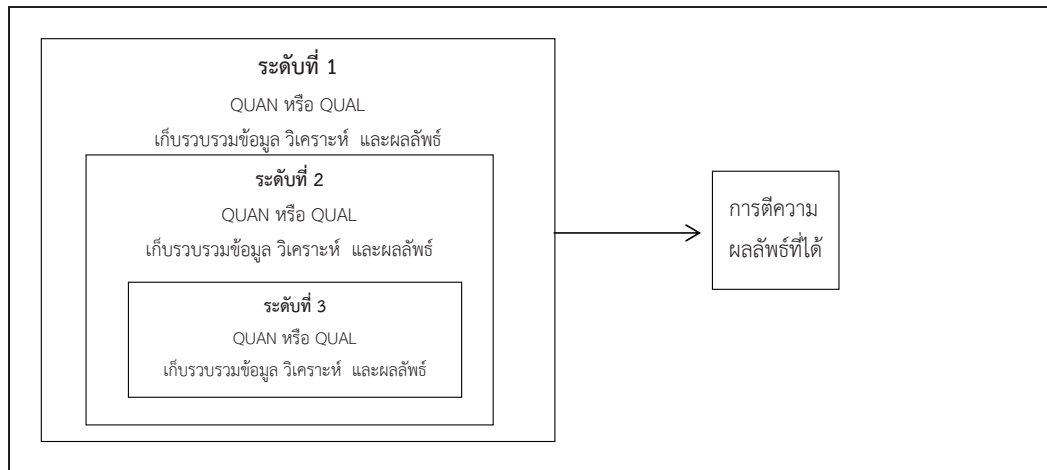 ระดับที่ 1
QUAN หรือ QUAL
เก็บรวบรวมข้อมูล วิเคราะห์ และผลลัพธ์
ระดับที่ 2
QUAN หรือ QUAL
เก็บรวบรวมข้อมูล วิเคราะห์ และผลลัพธ์
ระดับที่ 3
QUAN หรือ QUAL
เก็บรวบรวมข้อมูล วิเคราะห์ และผลลัพธ์
การตีความ
ผลลัพธ์ที่ได้